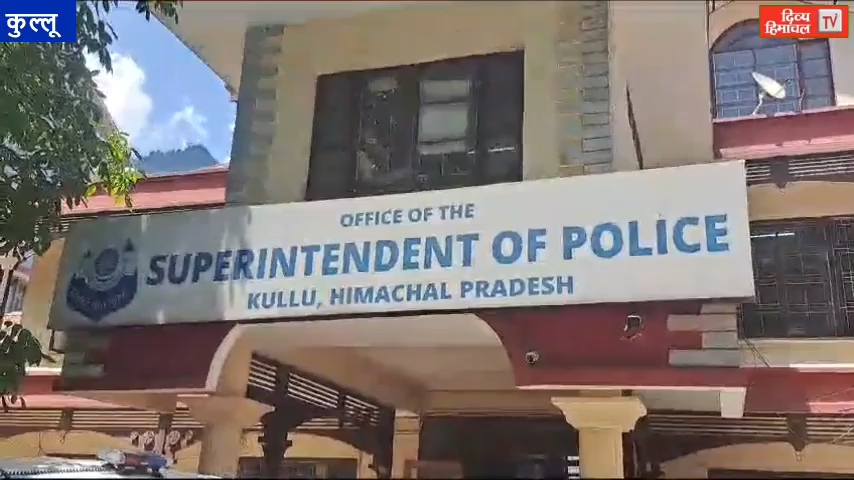 कुल्लू
दिव्य
हिमाचल TV
OFFICE OF THE
SUPERINTENDENT OF POLICE
KULLU, HIMACHAL PRADESH